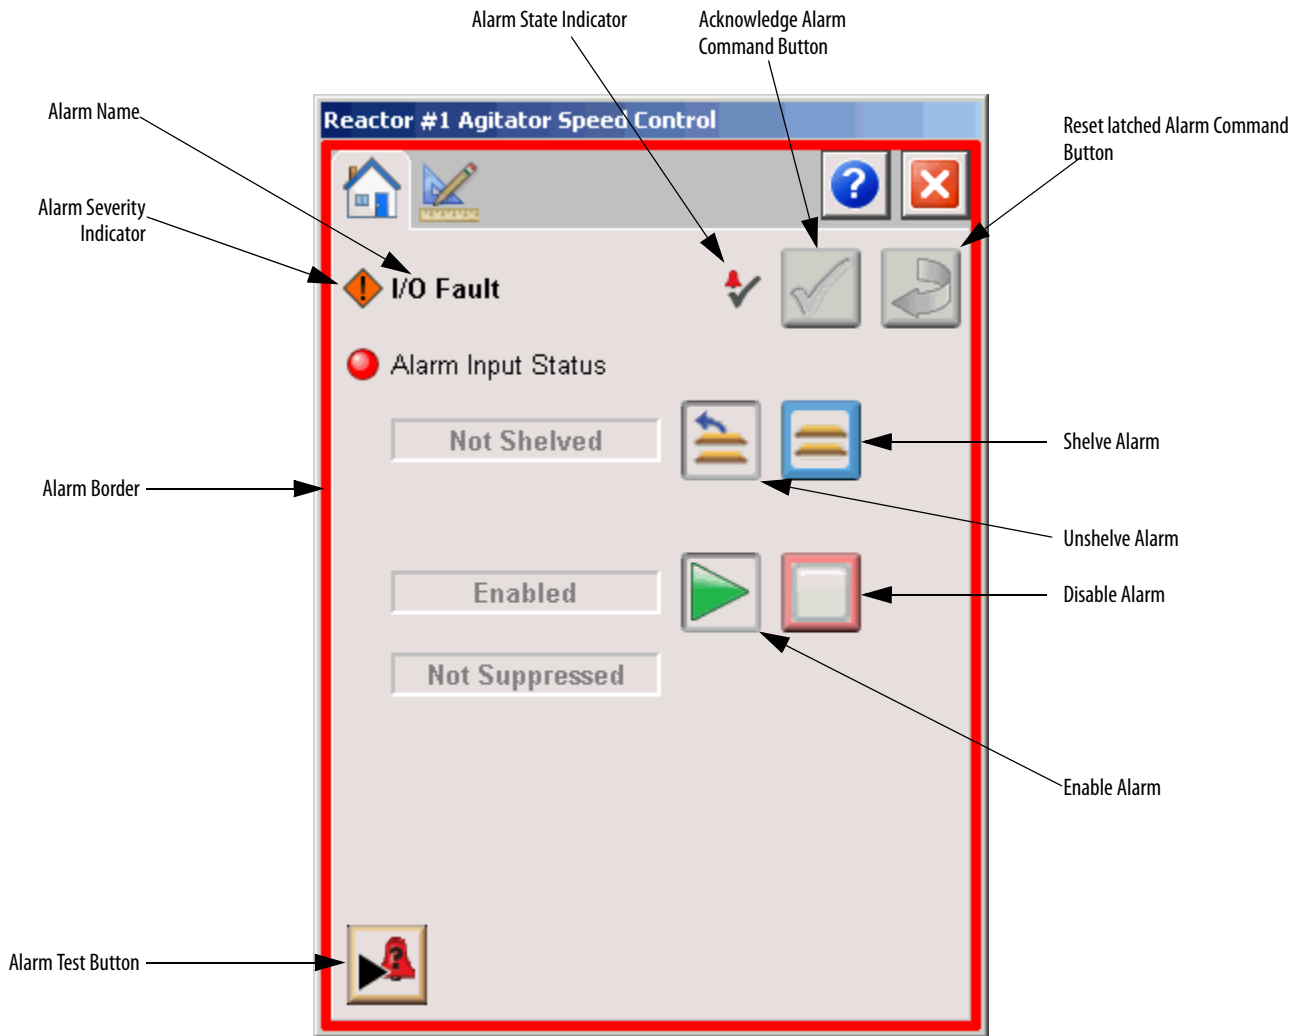 Alarm State Indicator
Acknowledge Alarm
Command Button
Alarm Name
Reset latched Alarm Command
Button
Reactor #1 Agitator Speed Control
?
Alarm Severity
Indicator
! I/O Fault
Alarm Input Status
Not Shelved
Shelve Alarm
Alarm Border
Unshelve Alarm
Enabled
Disable Alarm
Not Suppressed
Enable Alarm
?
Alarm Test Button